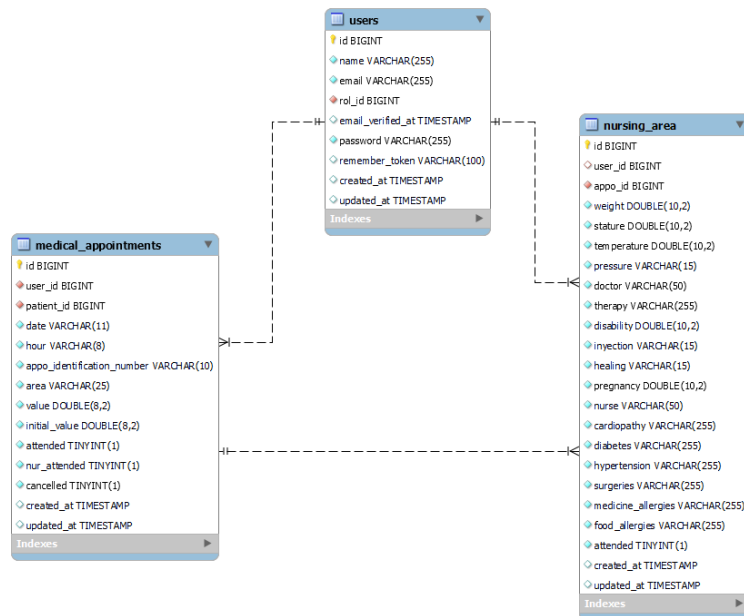 users
id BIGINT
name VARCHAR(255)
email VARCHAR(255)
rol_id BIGINT
email_verified_at TIMESTAMP
password VARCHAR(255)
remember_token VARCHAR(100)
created_at TIMESTAMP
updated_at TIMESTAMP
Indexes
medical_appointments
id BIGINT
user_id BIGINT
patient_id BIGINT
date VARCHAR(11)
hour VARCHAR(8)
appo_identification_number VARCHAR(10)
area VARCHAR(25)
value DOUBLE(8,2)
initial_value DOUBLE(8,2)
attended TINYINT(1)
nur_attended TINYINT(1)
cancelled TINYINT(1)
created_at TIMESTAMP
updated_at TIMESTAMP
Indexes
nursing_area
id BIGINT
user_id BIGINT
appo_id BIGINT
weight DOUBLE(10,2)
stature DOUBLE(10,2)
temperature DOUBLE(10,2)
pressure VARCHAR(15)
doctor VARCHAR(50)
therapy VARCHAR(255)
disability DOUBLE(10,2)
inyection VARCHAR(15)
healing VARCHAR(15)
pregnancy DOUBLE(10,2)
nurse VARCHAR(50)
cardiopathy VARCHAR(255)
diabetes VARCHAR(255)
hypertension VARCHAR(255)
surgeries VARCHAR(255)
medicine_allergies VARCHAR(255)
food_allergies VARCHAR(255)
attended TINYINT(1)
created_at TIMESTAMP
updated_at TIMESTAMP
Indexes